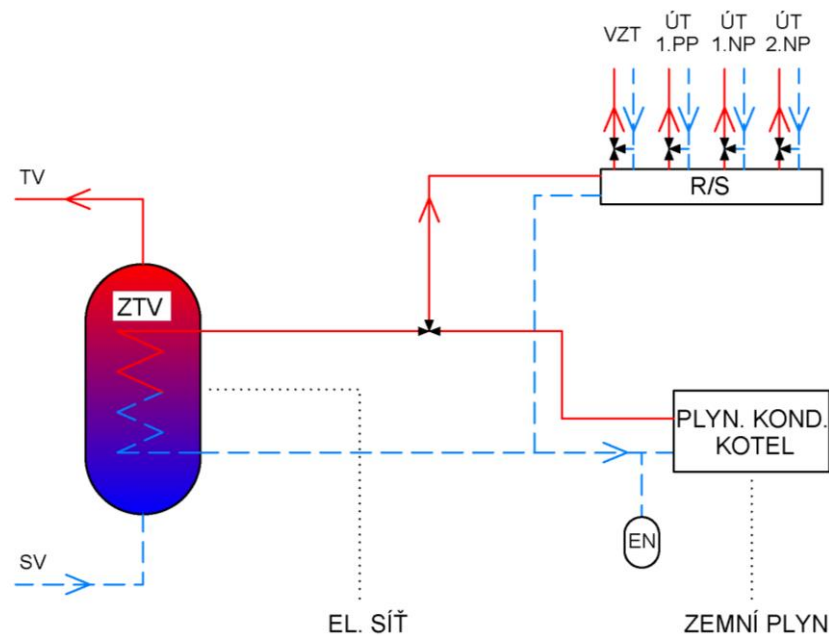 VZT
ÚT
1.PP
ÚT
1.NP
ÚT
2.NP
R/S
TV
ZTV
PLYN. KOND.
KOTEL
EN
SV
EL. SÍŤ
ZEMNÍ PLYN